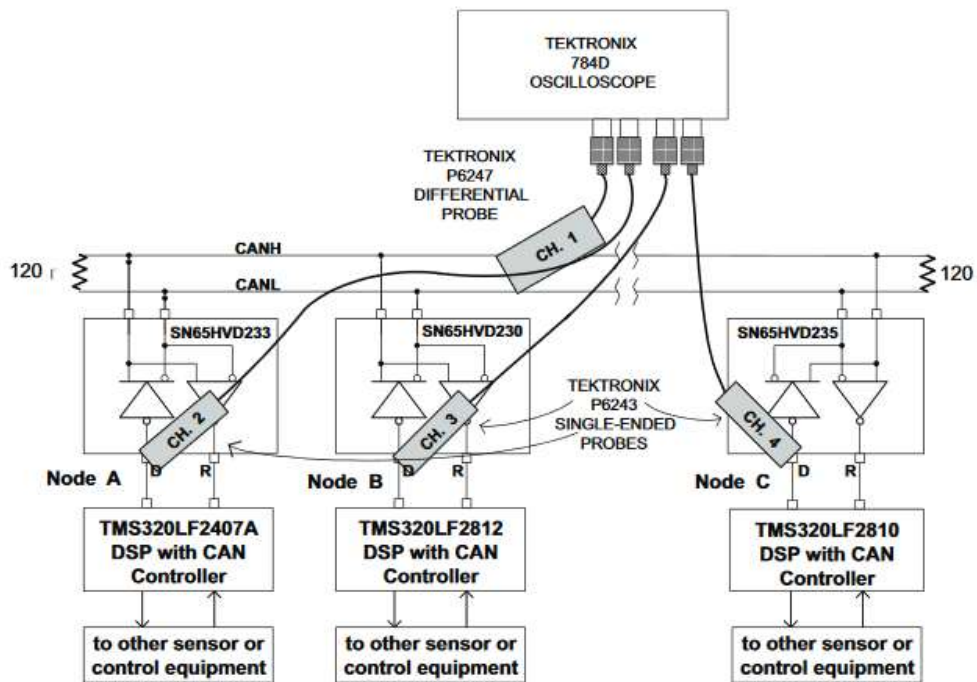 TEKTRONIX
784D
OSCILLOSCOPE
TEKTRONIX
P6247
DIFFERENTIAL
PROBE
CH. 1
CANH
120
120
CANL
SN65HVD233
SN65HVD230
SN65HVD235
TEKTRONIX
P6243
SINGLE-ENDED
PROBES
CH. 2
CH. 3
CH. 4
Node A
D
R
Node B
D
R
Node C
D
R
TMS320LF2407A
DSP with CAN
Controller
TMS320LF2812
DSP with CAN
Controller
TMS320LF2810
DSP with CAN
Controller
to other sensor or
control equipment
to other sensor or
control equipment
to other sensor or
control equipment